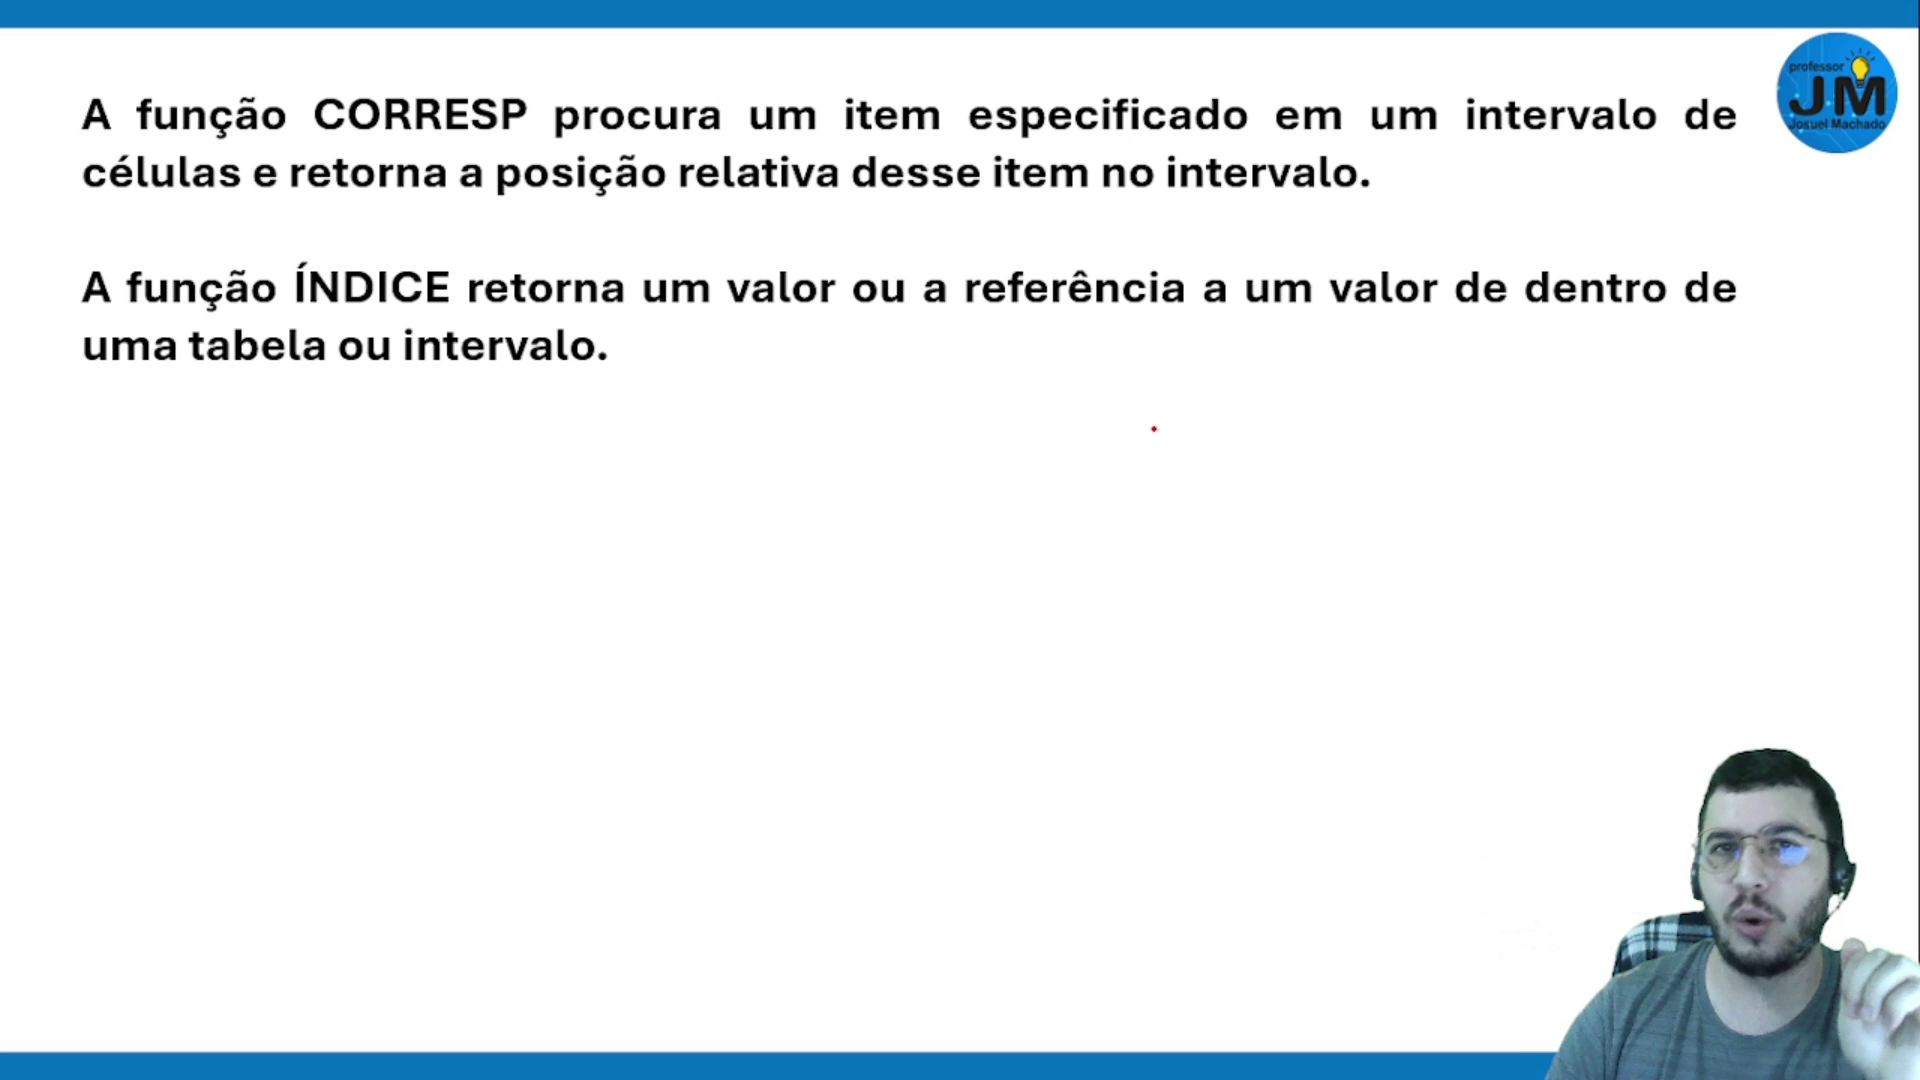 A função CORRESP procura um item especificado em um intervalo de
células e retorna a posição relativa desse item no intervalo.
A função ÍNDICE retorna um valor ou a referência a um valor de dentro de
uma tabela ou intervalo.
professor
JM
Josuel Machado